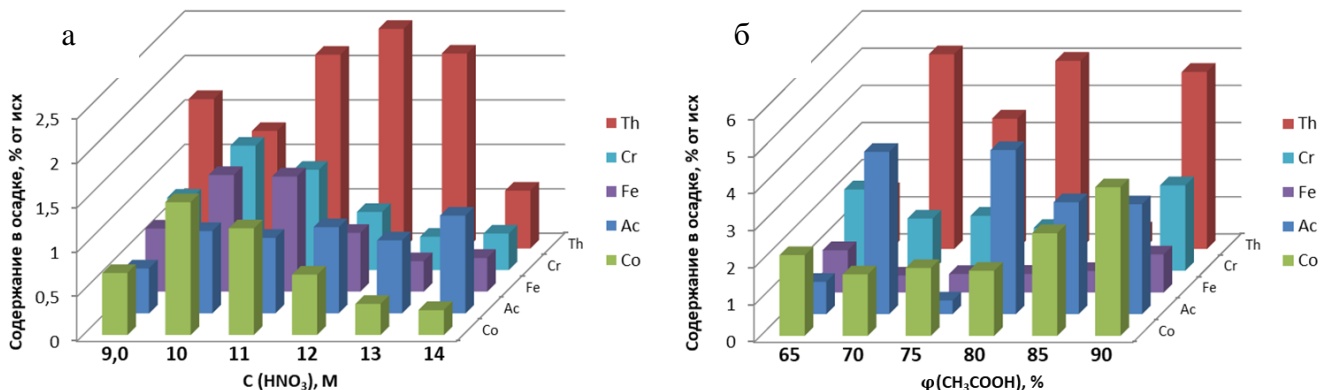 а
Содержание в осадке, % от исх
2,5
2
1,5
1
0,5
0
9,0 10 11 12 13 14
C (HNO₃), М
Th
Cr
Fe
Ac
Co
Th
Cr
Fe
Ac
Co
б
Содержание в осадке, % от исх
6
5
4
3
2
1
0
65 70 75 80 85 90
φ(CH₃COOH), %
Th
Cr
Fe
Ac
Co
Th
Cr
Fe
Ac
Co